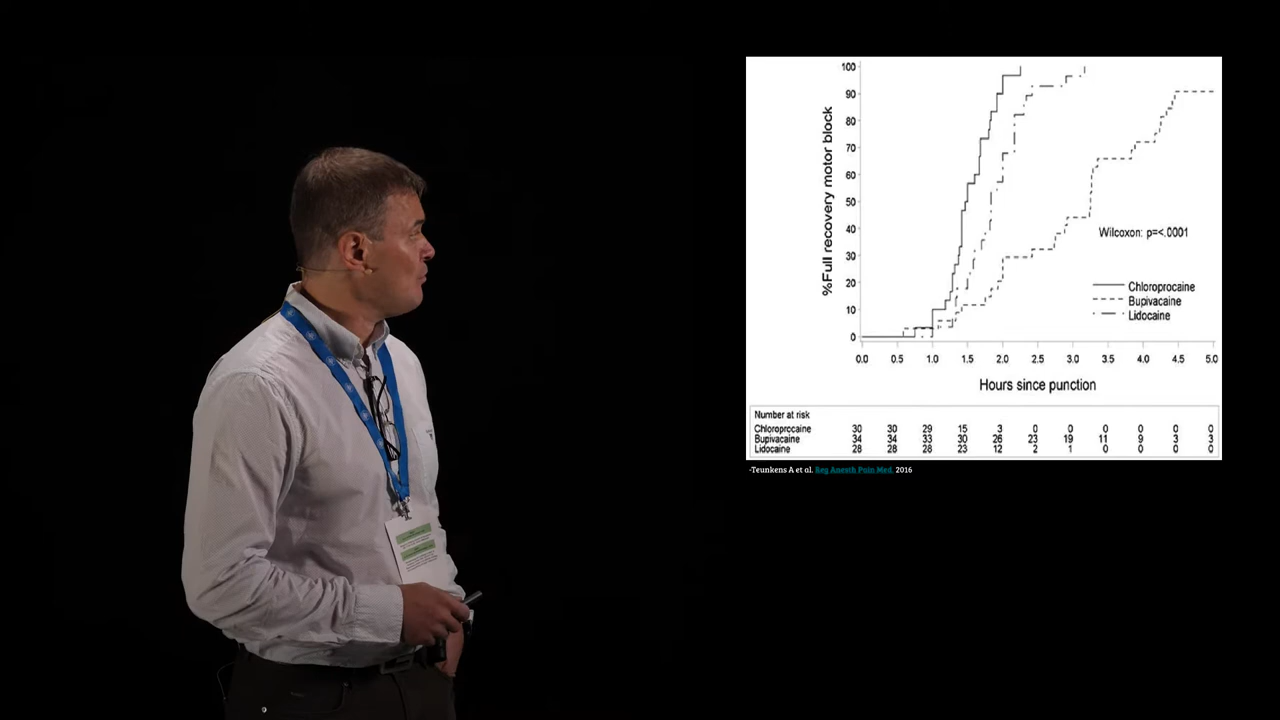 100
90
80
70
60
50
40
30
20
10
0
%Full recovery motor block
Wilcoxon: p=<.0001
Chloroprocaine
Bupivacaine
Lidocaine
0.0 0.5 1.0 1.5 2.0 2.5 3.0 3.5 4.0 4.5 5.0
Hours since punction
Number at risk
Chloroprocaine 30 30 29 15 3 0 0 0 0 0 0
Bupivacaine 34 34 33 30 26 23 19 11 9 3 3
Lidocaine 28 28 28 23 12 2 1 0 0 0 0
-Teunkens A et al. Reg Anesth Pain Med. 2016